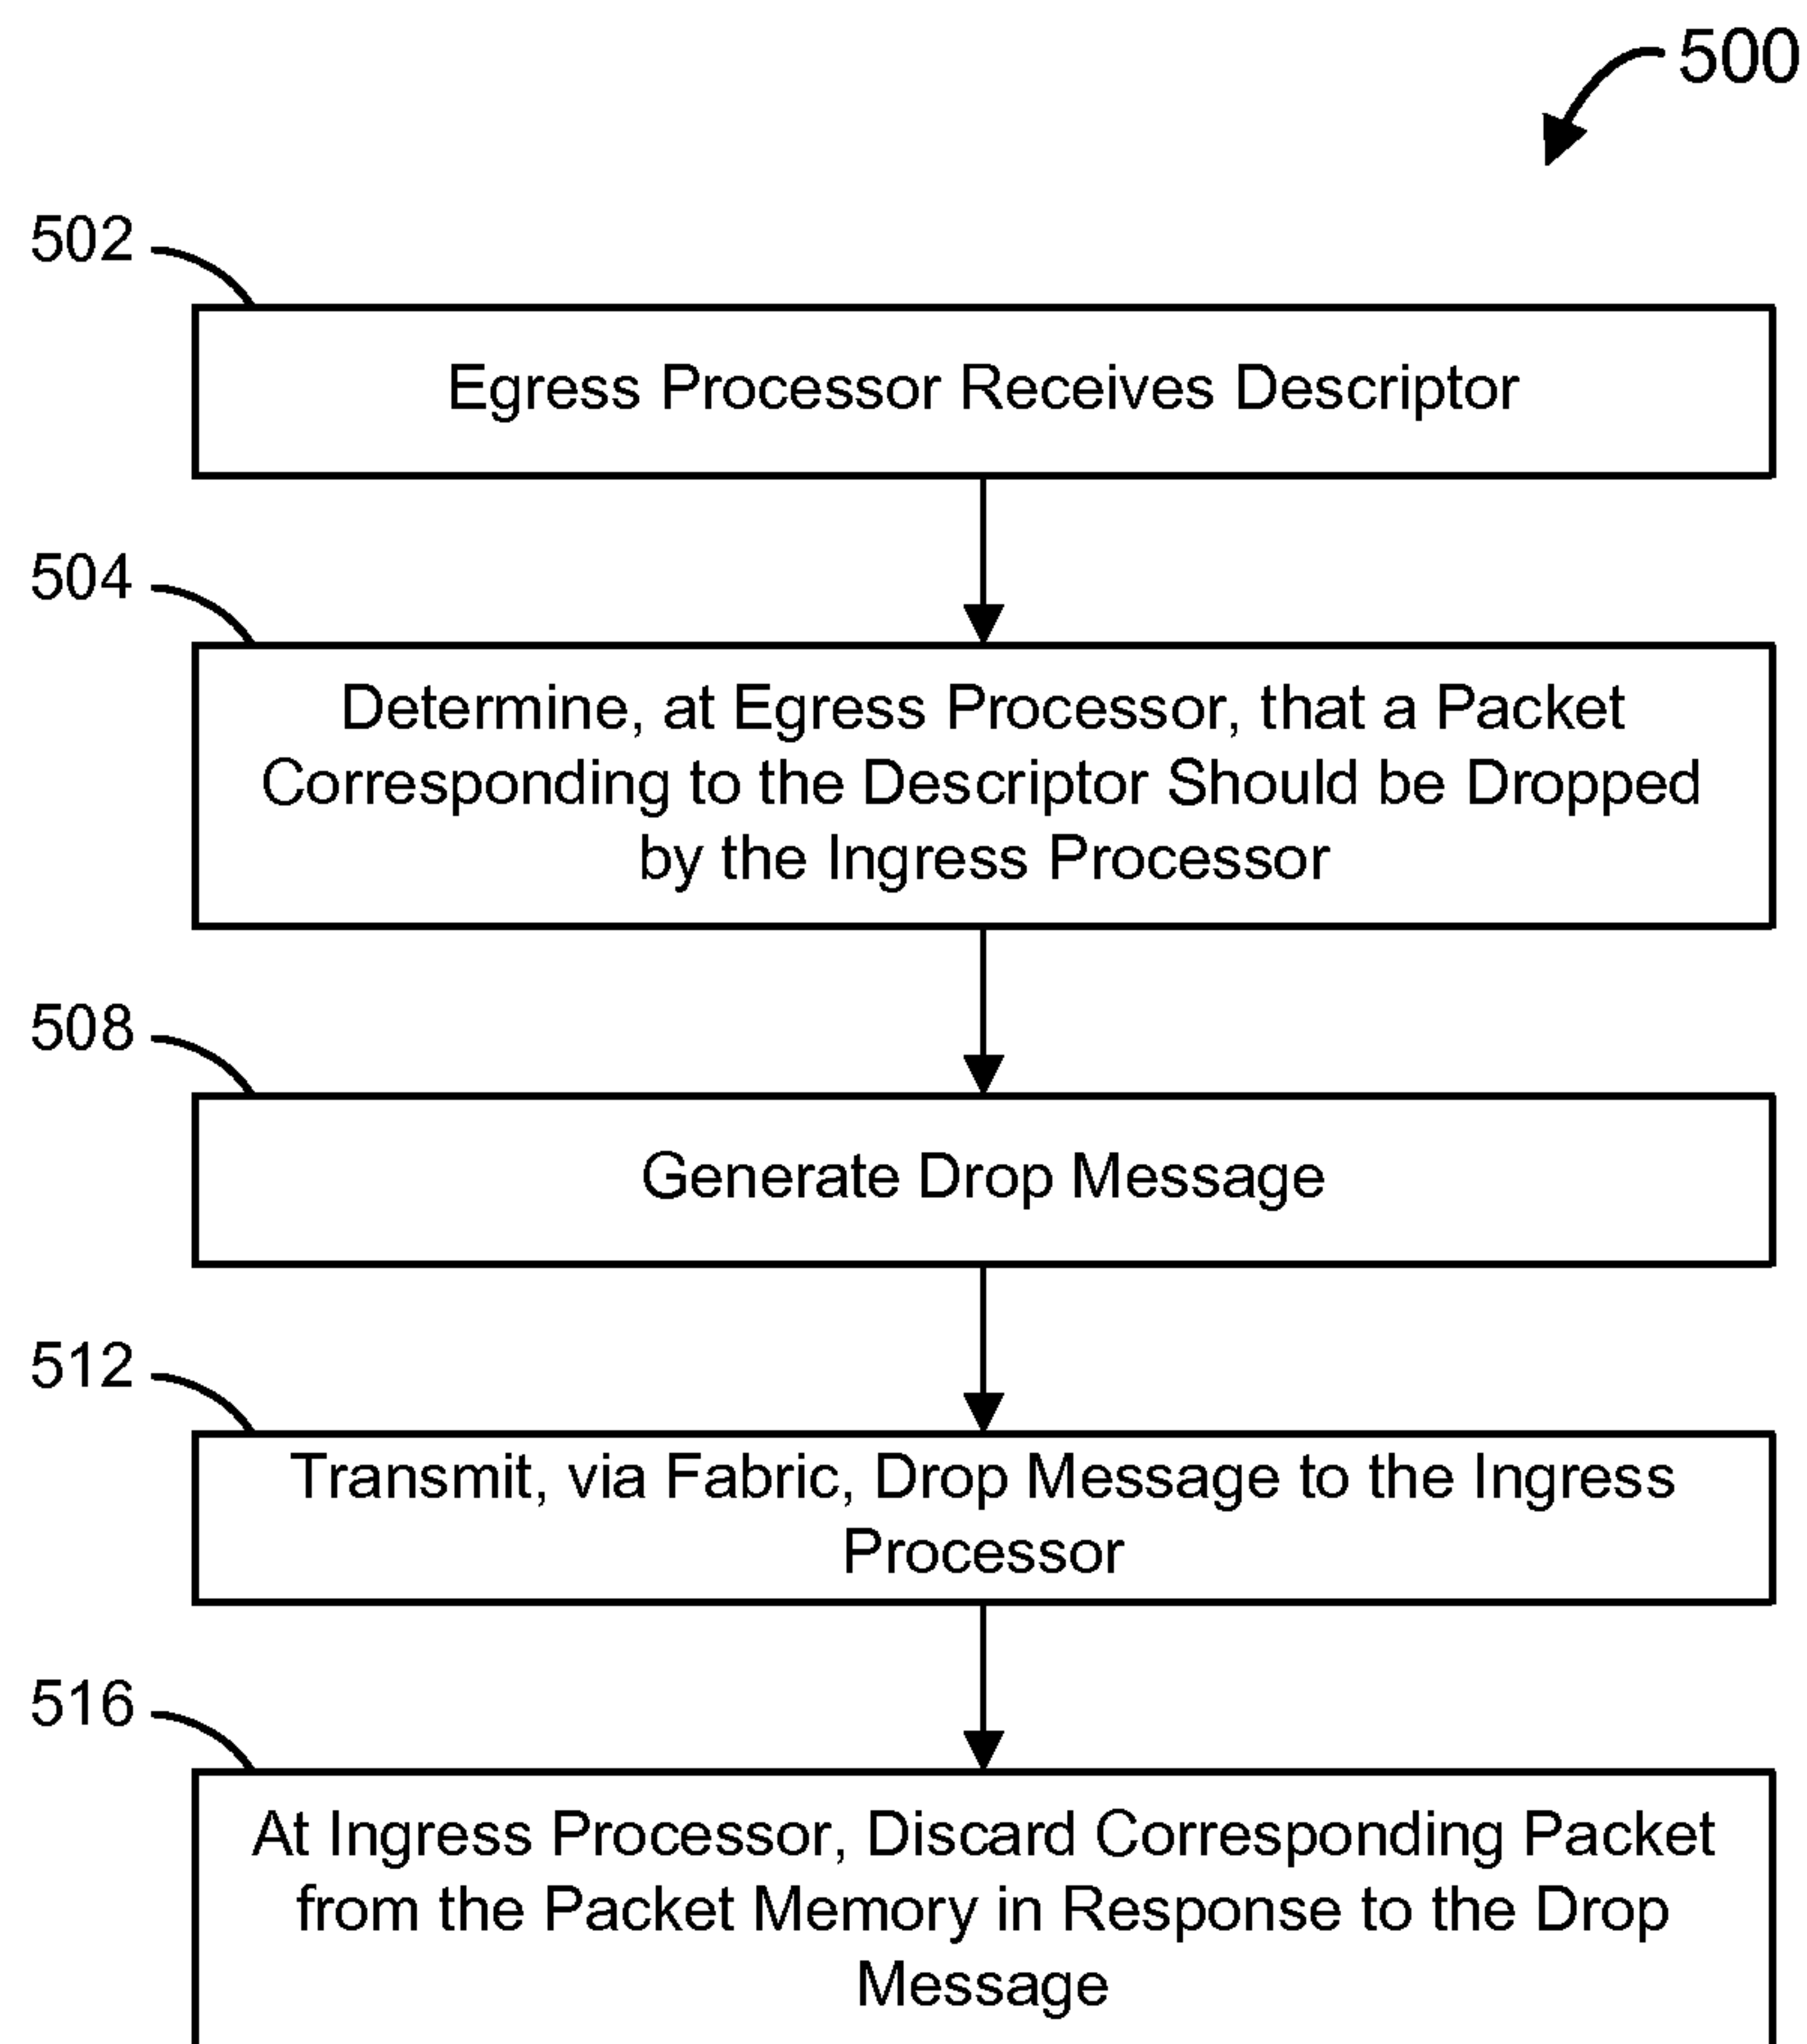 500
502
Egress Processor Receives Descriptor
504
Determine, at Egress Processor, that a Packet
Corresponding to the Descriptor Should be Dropped
by the Ingress Processor
508
Generate Drop Message
512
Transmit, via Fabric, Drop Message to the Ingress
Processor
516
At Ingress Processor, Discard Corresponding Packet
from the Packet Memory in Response to the Drop
Message